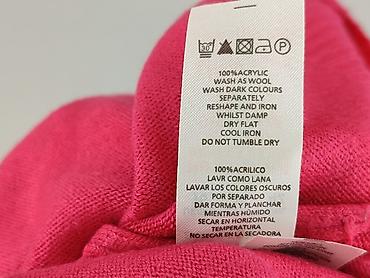 30
P
100% ACRYLIC
WASH AS WOOL
WASH DARK COLOURS
SEPARATELY
RESHAPE AND IRON
WHILST DAMP
DRY FLAT
COOL IRON
DO NOT TUMBLE DRY
100% ACRILICO
LAVR COMO LANA
LAVAR LOS COLORES OSCUROS
POR SEPARADO
DAR FORMA Y PLANCHAR
MIENTRAS HÚMIDO
SECAR EN HORIZONTAL
TEMPERATURA
NO SECAR EN LA SECADORA